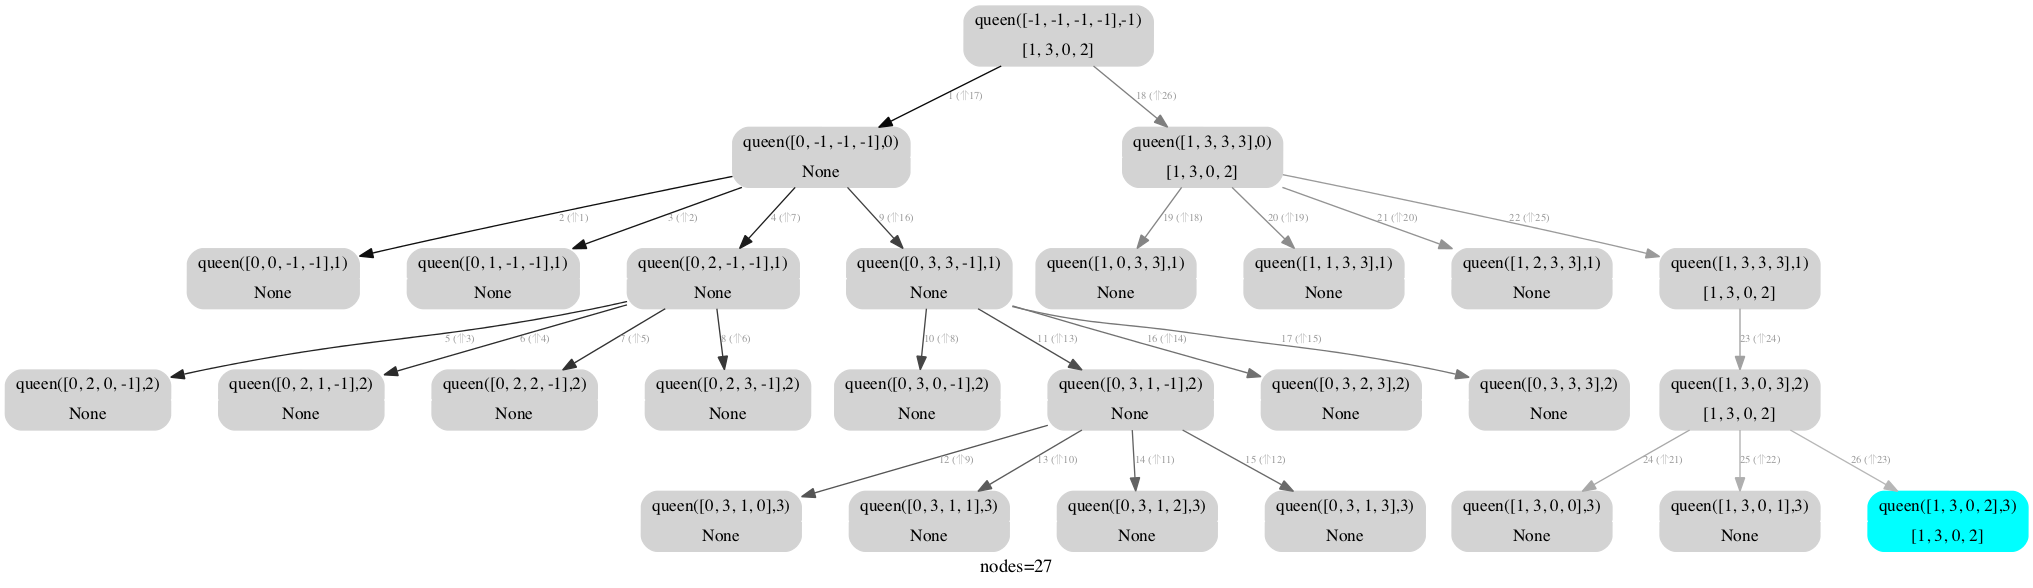 queen([-1, -1, -1, -1],-1)
[1, 3, 0, 2]
1 (⇑17)
18 (⇑26)
queen([0, -1, -1, -1],0)
None
queen([1, 3, 3, 3],0)
[1, 3, 0, 2]
2 (⇑1)
3 (⇑2)
4 (⇑7)
9 (⇑16)
19 (⇑18)
20 (⇑19)
21 (⇑20)
22 (⇑25)
queen([0, 0, -1, -1],1)
None
queen([0, 1, -1, -1],1)
None
queen([0, 2, -1, -1],1)
None
queen([0, 3, 3, -1],1)
None
queen([1, 0, 3, 3],1)
None
queen([1, 1, 3, 3],1)
None
queen([1, 2, 3, 3],1)
None
queen([1, 3, 3, 3],1)
[1, 3, 0, 2]
5 (⇑3)
6 (⇑4)
7 (⇑5)
8 (⇑6)
10 (⇑8)
11 (⇑13)
16 (⇑14)
17 (⇑15)
23 (⇑24)
queen([0, 2, 0, -1],2)
None
queen([0, 2, 1, -1],2)
None
queen([0, 2, 2, -1],2)
None
queen([0, 2, 3, -1],2)
None
queen([0, 3, 0, -1],2)
None
queen([0, 3, 1, -1],2)
None
queen([0, 3, 2, 3],2)
None
queen([0, 3, 3, 3],2)
None
queen([1, 3, 0, 3],2)
[1, 3, 0, 2]
12 (⇑9)
13 (⇑10)
14 (⇑11)
15 (⇑12)
24 (⇑21)
25 (⇑22)
26 (⇑23)
queen([0, 3, 1, 0],3)
None
queen([0, 3, 1, 1],3)
None
queen([0, 3, 1, 2],3)
None
queen([0, 3, 1, 3],3)
None
queen([1, 3, 0, 0],3)
None
queen([1, 3, 0, 1],3)
None
queen([1, 3, 0, 2],3)
[1, 3, 0, 2]
nodes=27